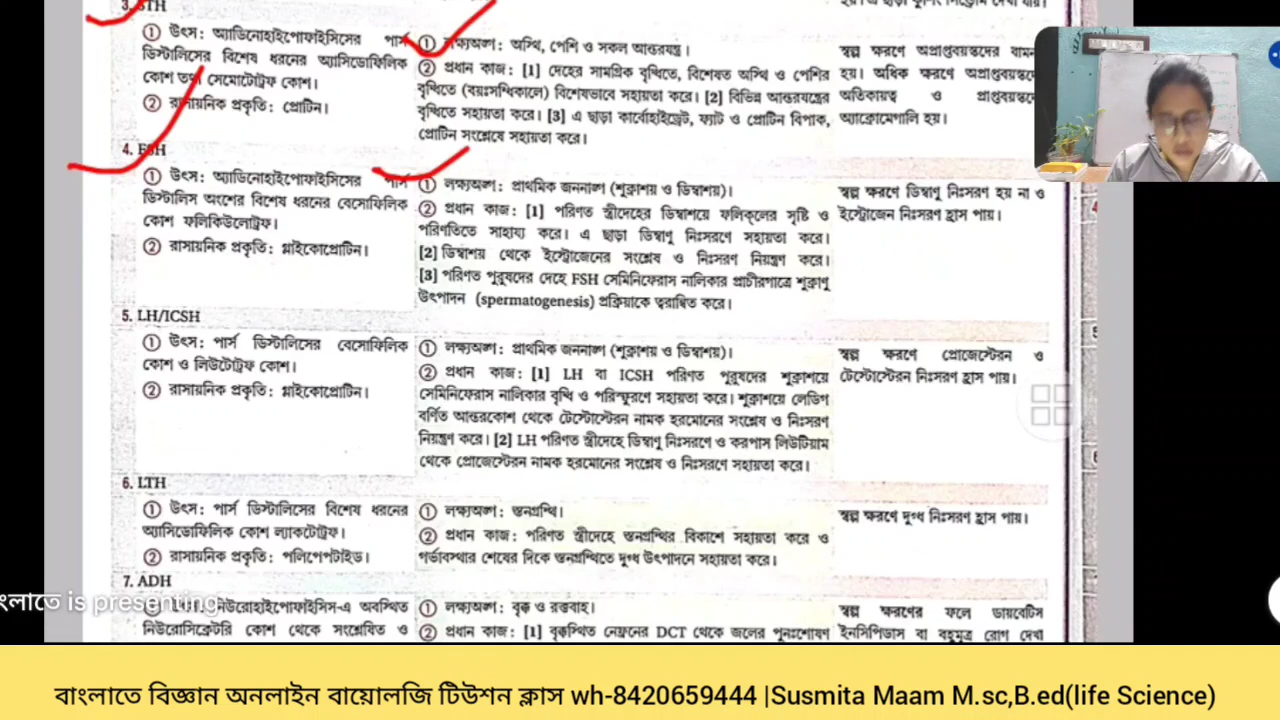 3. STH
① উৎস: অ্যাডিনোহাইপোফাইসিসের পার্স
ডিস্টালিসের বিশেষ ধরনের অ্যাসিডোফিলিক
কোশ তথা সেমোটোট্রফ কোশ।
② রাসায়নিক প্রকৃতি: প্রোটিন।
① লক্ষ্যঅঙ্গ: অস্থি, পেশি ও সকল আন্তরযন্ত্র।
② প্রধান কাজ: [1] দেহের সামগ্রিক বৃদ্ধিতে, বিশেষত অস্থি ও পেশির
বৃদ্ধিতে (বয়ঃসন্ধিকালে) বিশেষভাবে সহায়তা করে। [2] বিভিন্ন আন্তরযন্ত্রের
বৃদ্ধিতে সহায়তা করে। [3] এ ছাড়া কার্বোহাইড্রেট, ফ্যাট ও প্রোটিন বিপাক,
প্রোটিন সংশ্লেষে সহায়তা করে।
স্বল্প ক্ষরণে অপ্রাপ্তবয়স্কদের
হয়। অধিক ক্ষরণে
অতিকায়ত্ব ও
অ্যাক্রোমেগালি হয়।
4. FSH
① উৎস: অ্যাডিনোহাইপোফাইসিসের পার্স
ডিস্টালিস অংশের বিশেষ ধরনের বেসোফিলিক
কোশ ফলিকিউলোট্রফ।
② রাসায়নিক প্রকৃতি: গ্লাইকোপ্রোটিন।
① লক্ষ্যঅঙ্গ: প্রাথমিক জননাঙ্গ (শুক্রাশয় ও ডিম্বাশয়)।
② প্রধান কাজ: [1] পরিণত স্ত্রীদেহের ডিম্বাশয়ে ফলিক্‌লের সৃষ্টি ও
পরিণতিতে সাহায্য করে। এ ছাড়া ডিম্বাণু নিঃসরণে সহায়তা করে।
[2] ডিম্বাশয় থেকে ইস্ট্রোজেনের সংশ্লেষ ও নিঃসরণ নিয়ন্ত্রণ করে।
[3] পরিণত পুরুষদের দেহে FSH সেমিনিফেরাস নালিকার প্রাচীরগাত্রে শুক্রাণু
উৎপাদন (spermatogenesis) প্রক্রিয়াকে ত্বরান্বিত করে।
স্বল্প ক্ষরণে ডিম্বাণু নিঃসরণ হয় না ও
ইস্ট্রোজেন নিঃসরণ হ্রাস পায়।
5. LH/ICSH
① উৎস: পার্স ডিস্টালিসের বেসোফিলিক
কোশ ও লিউটোট্রফ কোশ।
② রাসায়নিক প্রকৃতি: গ্লাইকোপ্রোটিন।
① লক্ষ্যঅঙ্গ: প্রাথমিক জননাঙ্গ (শুক্রাশয় ও ডিম্বাশয়)।
② প্রধান কাজ: [1] LH বা ICSH পরিণত পুরুষদের শুক্রাশয়ে
সেমিনিফেরাস নালিকার বৃদ্ধি ও পরিস্ফুরণে সহায়তা করে। শুক্রাশয়ে লেডিগ
বর্ণিত আন্তরকোশ থেকে টেস্টোস্টেরন নামক হরমোনের সংশ্লেষ ও নিঃসরণ
নিয়ন্ত্রণ করে। [2] LH পরিণত স্ত্রীদেহে ডিম্বাণু নিঃসরণে ও করপাস লিউটিয়াম
থেকে প্রোজেস্টেরন নামক হরমোনের সংশ্লেষ ও নিঃসরণে সহায়তা করে।
স্বল্প ক্ষরণে প্রোজেস্টেরন ও
টেস্টোস্টেরন নিঃসরণ হ্রাস পায়।
6. LTH
① উৎস: পার্স ডিস্টালিসের বিশেষ ধরনের
অ্যাসিডোফিলিক কোশ ল্যাকটোট্রফ।
② রাসায়নিক প্রকৃতি: পলিপেপটাইড।
① লক্ষ্যঅঙ্গ: স্তনগ্রন্থি।
② প্রধান কাজ: পরিণত স্ত্রীদেহে স্তনগ্রন্থির বিকাশে সহায়তা করে ও
গর্ভাবস্থার শেষের দিকে স্তনগ্রন্থিতে দুগ্ধ উৎপাদনে সহায়তা করে।
স্বল্প ক্ষরণে দুগ্ধ নিঃসরণ হ্রাস পায়।
7. ADH
নিউরোহাইপোফাইসিস-এ অবস্থিত
নিউরোসিক্রেটরি কোশ থেকে সংশ্লেষিত ও
① লক্ষ্যঅঙ্গ: বৃক্ক ও রক্তবাহ।
② প্রধান কাজ: [1] বৃক্কস্থিত নেফ্রনের DCT থেকে জলের পুনঃশোষণ
স্বল্প ক্ষরণের ফলে ডায়বেটিস
ইনসিপিডাস বা বহুমূত্র রোগ দেখা
ংলাতে is presenting
বাংলাতে বিজ্ঞান অনলাইন বায়োলজি টিউশন ক্লাস wh-8420659444 |Susmita Maam M.sc,B.ed(life Science)